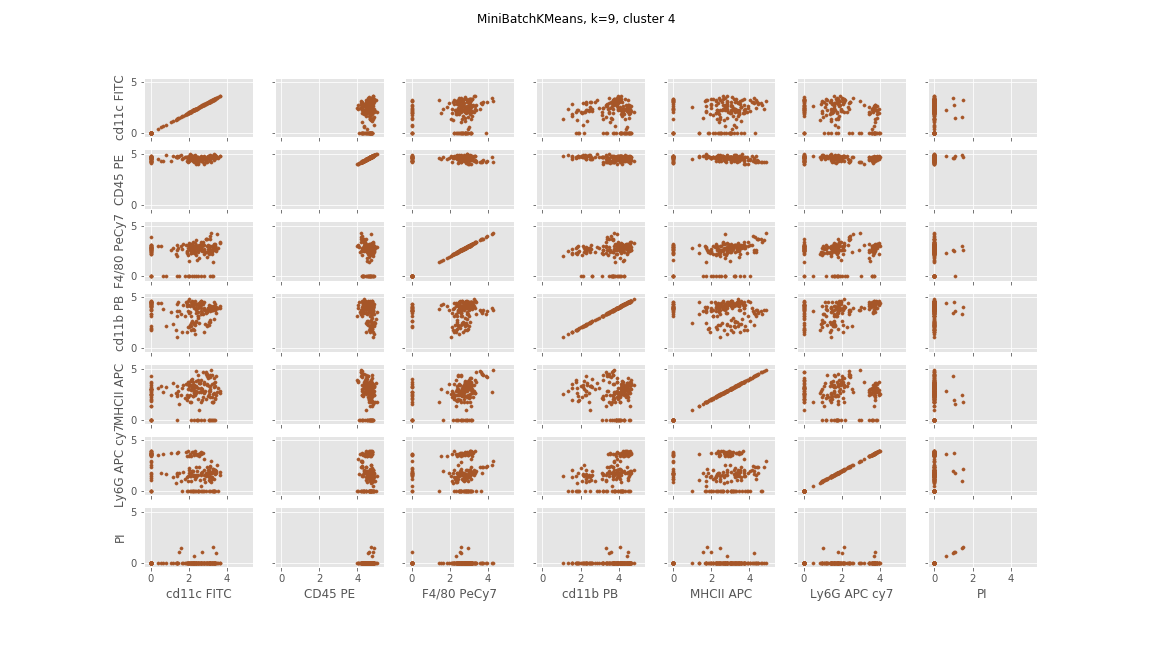 MiniBatchKMeans, k=9, cluster 4
5
0
cd11c FITC
5
0
CD45 PE
5
0
F4/80 PeCy7
5
0
cd11b PB
5
0
MHCII APC
5
0
Ly6G APC cy7
5
0
PI
0 2 4 0 2 4 0 2 4 0 2 4 0 2 4 0 2 4 0 2 4
cd11c FITC CD45 PE F4/80 PeCy7 cd11b PB MHCII APC Ly6G APC cy7 PI